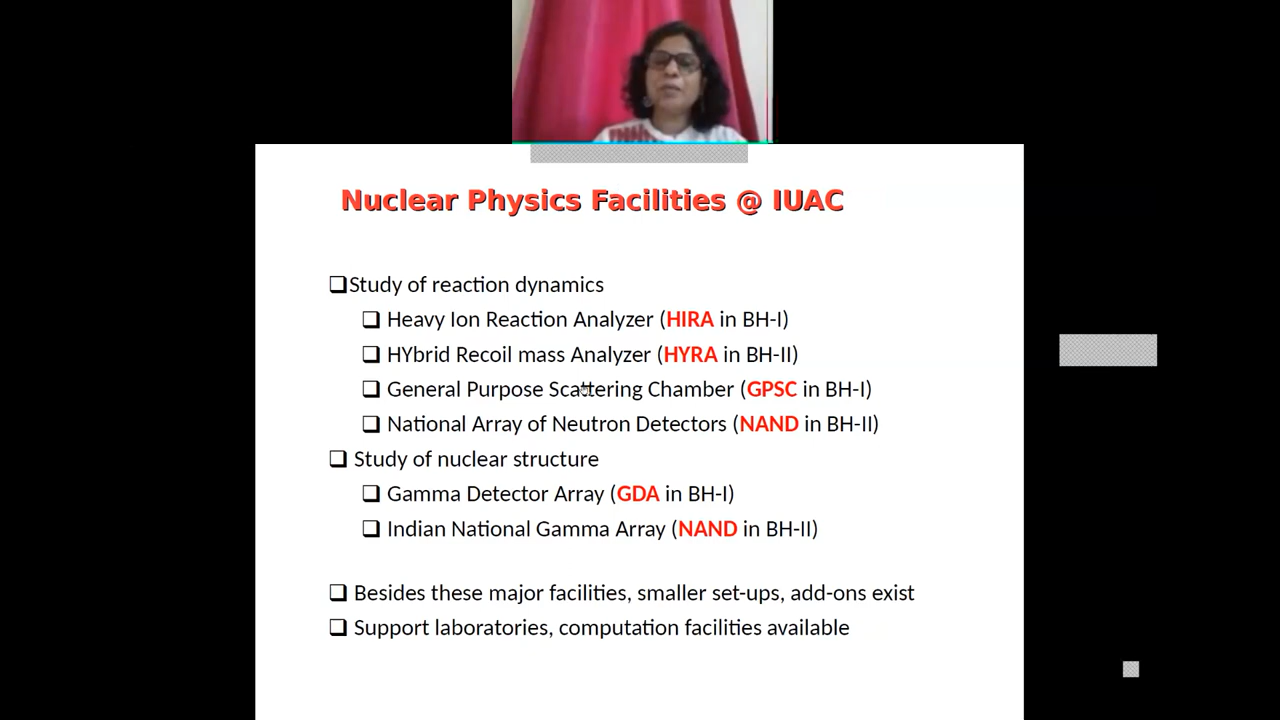 Nuclear Physics Facilities @ IUAC
❑Study of reaction dynamics
❑ Heavy Ion Reaction Analyzer (HIRA in BH-I)
❑ HYbrid Recoil mass Analyzer (HYRA in BH-II)
❑ General Purpose Scattering Chamber (GPSC in BH-I)
❑ National Array of Neutron Detectors (NAND in BH-II)
❑ Study of nuclear structure
❑ Gamma Detector Array (GDA in BH-I)
❑ Indian National Gamma Array (NAND in BH-II)
❑ Besides these major facilities, smaller set-ups, add-ons exist
❑ Support laboratories, computation facilities available